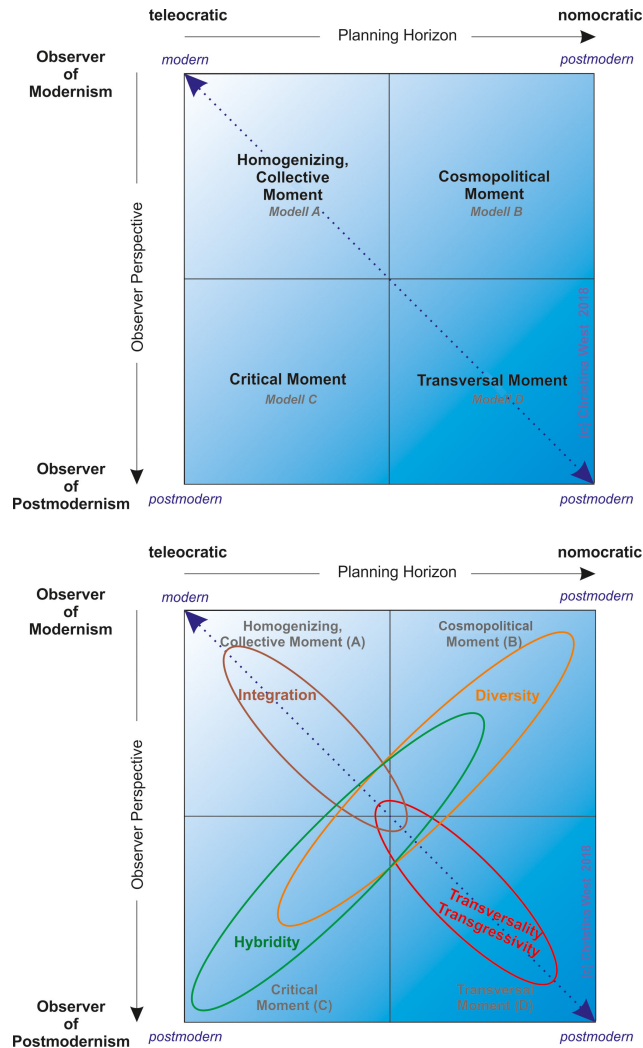 teleocratic
nomocratic
Planning Horizon
Observer
of
Modernism
modern
postmodern
Homogenizing,
Collective
Moment
Modell A
Cosmopolitical
Moment
Modell B
Observer Perspective
Critical Moment
Modell C
Transversal Moment
Modell D
(c) Christina West 2018
Observer
of
Postmodernism
postmodern
postmodern
teleocratic
nomocratic
Planning Horizon
Observer
of
Modernism
modern
postmodern
Homogenizing,
Collective Moment (A)
Cosmopolitical
Moment (B)
Integration
Diversity
Observer Perspective
Transversality
Transgressivity
Hybridity
(c) Christina West 2018
Critical
Moment (C)
Transversal
Moment (D)
Observer
of
Postmodernism
postmodern
postmodern